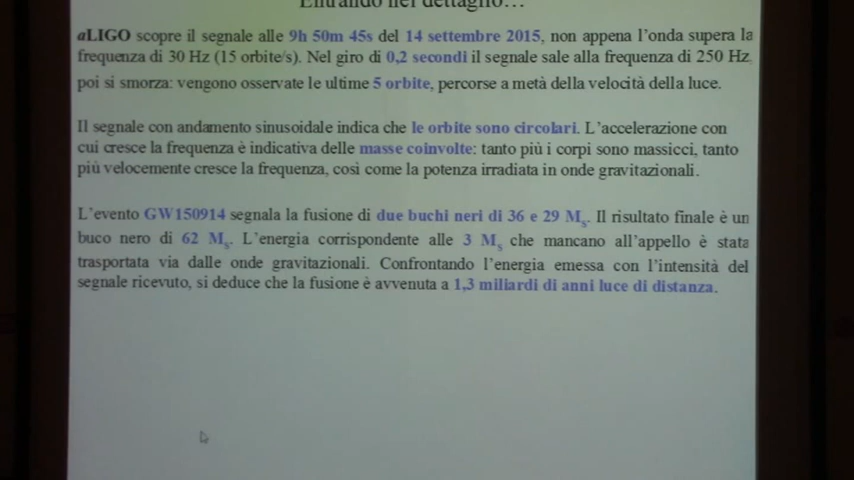 Entrando nel dettaglio…
aLIGO scopre il segnale alle 9h 50m 45s del 14 settembre 2015, non appena l'onda supera la
frequenza di 30 Hz (15 orbite/s). Nel giro di 0,2 secondi il segnale sale alla frequenza di 250 Hz
poi si smorza: vengono osservate le ultime 5 orbite, percorse a metà della velocità della luce.
Il segnale con andamento sinusoidale indica che le orbite sono circolari. L'accelerazione con
cui cresce la frequenza è indicativa delle masse coinvolte: tanto più i corpi sono massicci, tanto
più velocemente cresce la frequenza, così come la potenza irradiata in onde gravitazionali.
L'evento GW150914 segnala la fusione di due buchi neri di 36 e 29 Ms. Il risultato finale è un
buco nero di 62 Ms. L'energia corrispondente alle 3 Ms che mancano all'appello è stata
trasportata via dalle onde gravitazionali. Confrontando l'energia emessa con l'intensità del
segnale ricevuto, si deduce che la fusione è avvenuta a 1,3 miliardi di anni luce di distanza.